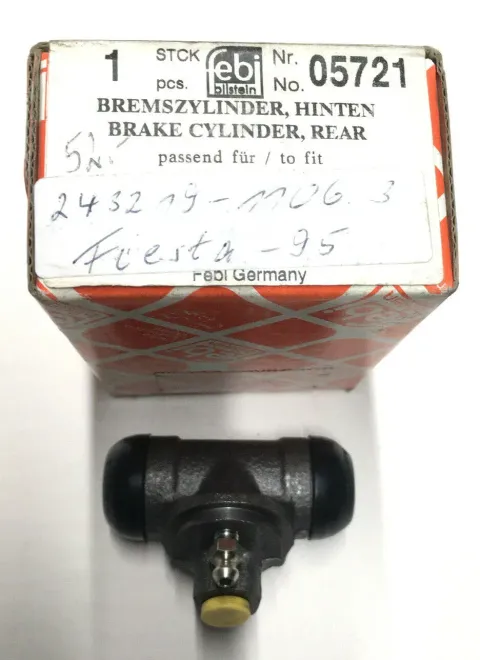 1 STCK pcs. febi bilstein Nr. No. 05721
BREMSZYLINDER, HINTEN
BRAKE CYLINDER, REAR
passend für / to fit
243219-1106.3
Fiesta -95
Febi Germany